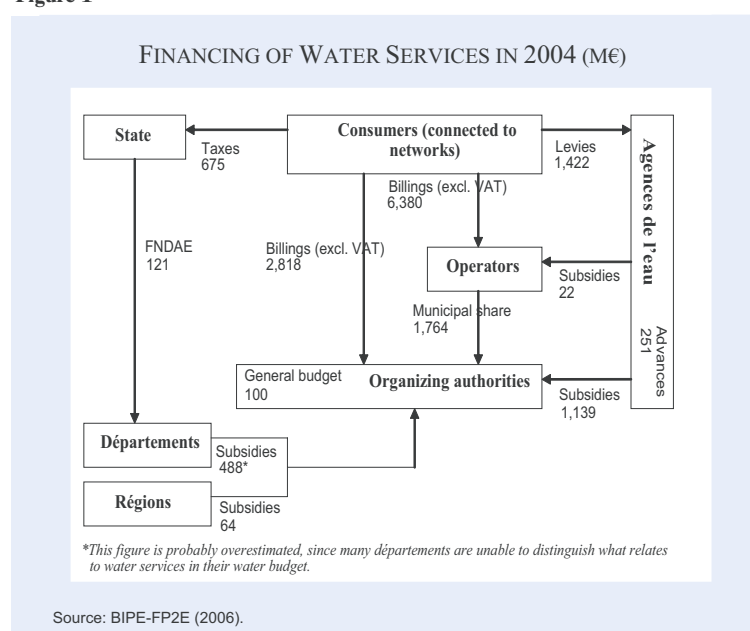 FINANCING OF WATER SERVICES IN 2004 (M€)
State
Taxes
675
Consumers (connected to
networks)
Levies
1,422
Agences de l'eau
Advances
251
Billings (excl. VAT)
6,380
FNDAE
121
Billings (excl. VAT)
2,818
Operators
Subsidies
22
Municipal share
1,764
General budget
100
Organizing authorities
Subsidies
1,139
Départements
Subsidies
488*
Régions
Subsidies
64
*This figure is probably overestimated, since many départements are unable to distinguish what relates
to water services in their water budget.
Source: BIPE-FP2E (2006).